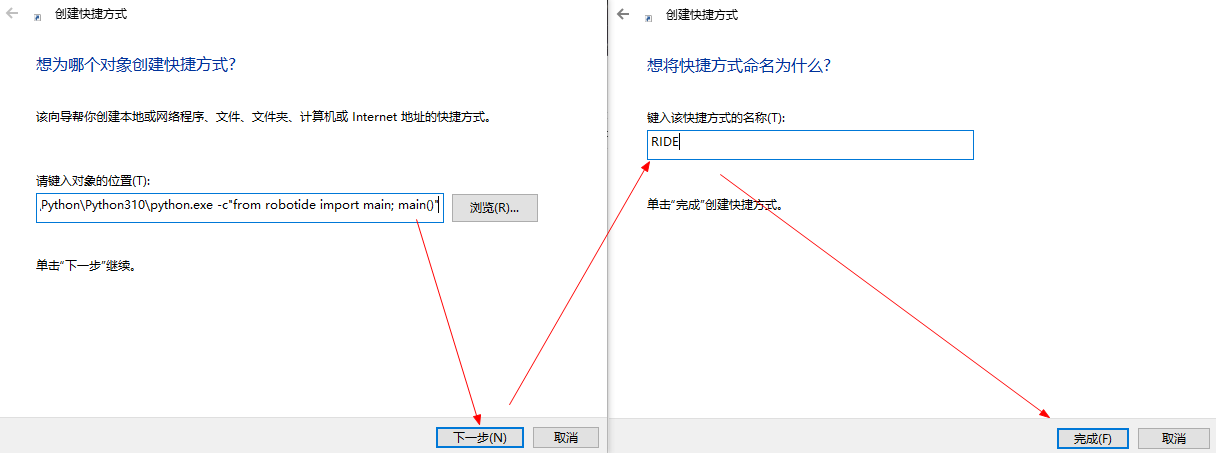 创建快捷方式
想为哪个对象创建快捷方式?
该向导帮你创建本地或网络程序、文件、文件夹、计算机或 Internet 地址的快捷方式。
请键入对象的位置(T):
.Python\Python310\python.exe -c"from robotide import main; main()"
浏览(R)...
单击“下一步”继续。
下一步(N)
取消
创建快捷方式
想将快捷方式命名为什么?
键入该快捷方式的名称(T):
RIDE
单击“完成”创建快捷方式。
完成(F)
取消